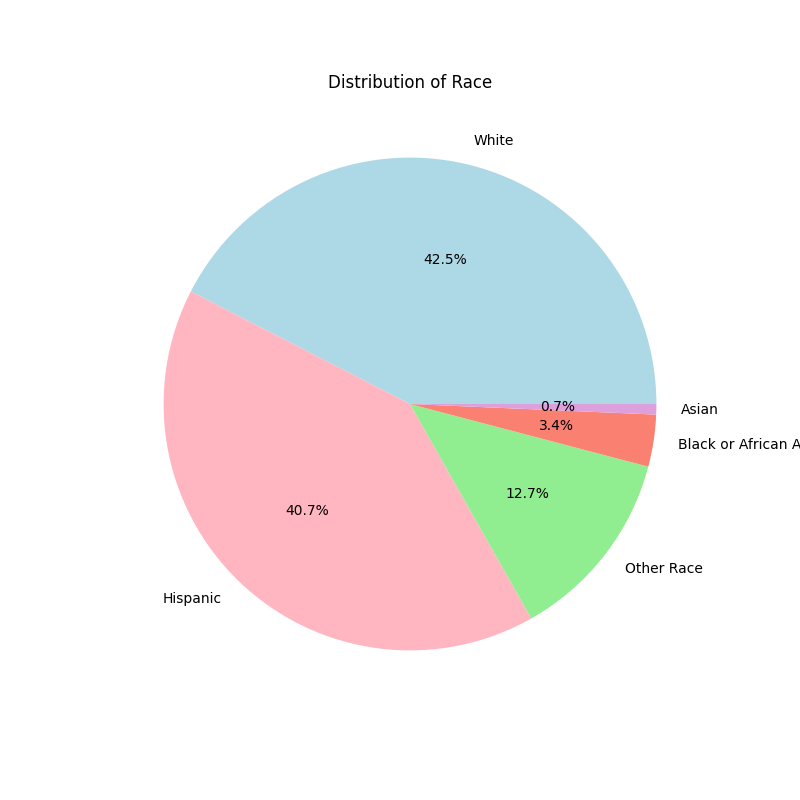 Distribution of Race
White
42.5%
0.7%
Asian
3.4%
Black or African A
12.7%
40.7%
Other Race
Hispanic